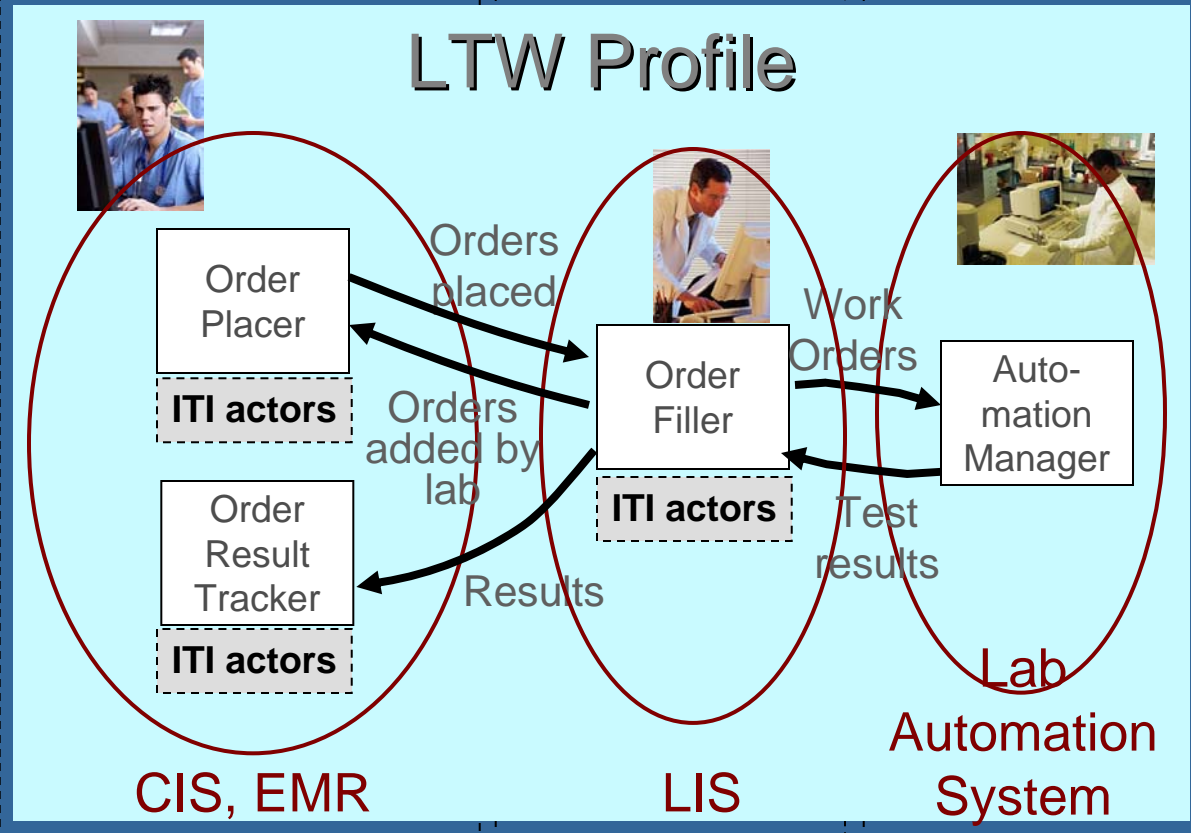 LTW Profile
Orders
placed
Order
Placer
ITI actors
Orders
added by
lab
Order
Result
Tracker
ITI actors
Results
Order
Filler
ITI actors
Work
Orders
Auto-
mation
Manager
Test
results
CIS, EMR
LIS
Lab
Automation
System